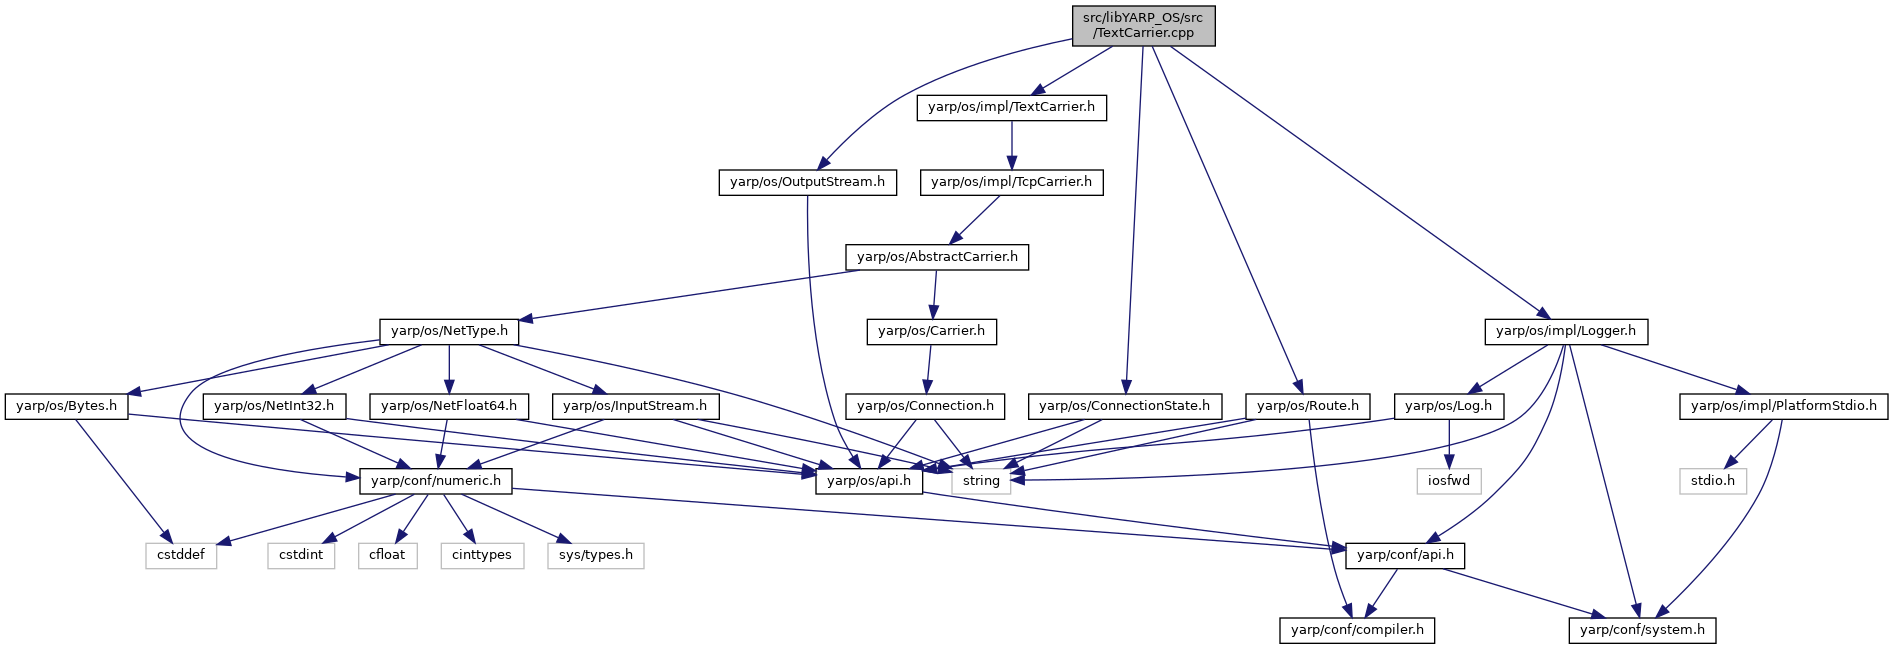 src/libYARP_OS/src
/TextCarrier.cpp
yarp/os/impl/TextCarrier.h
yarp/os/OutputStream.h
yarp/os/impl/TcpCarrier.h
yarp/os/AbstractCarrier.h
yarp/os/NetType.h
yarp/os/Carrier.h
yarp/os/impl/Logger.h
yarp/os/Bytes.h
yarp/os/NetInt32.h
yarp/os/NetFloat64.h
yarp/os/InputStream.h
yarp/os/Connection.h
yarp/os/ConnectionState.h
yarp/os/Route.h
yarp/os/Log.h
yarp/os/impl/PlatformStdio.h
yarp/conf/numeric.h
yarp/os/api.h
string
iosfwd
stdio.h
cstddef
cstdint
cfloat
cinttypes
sys/types.h
yarp/conf/api.h
yarp/conf/compiler.h
yarp/conf/system.h